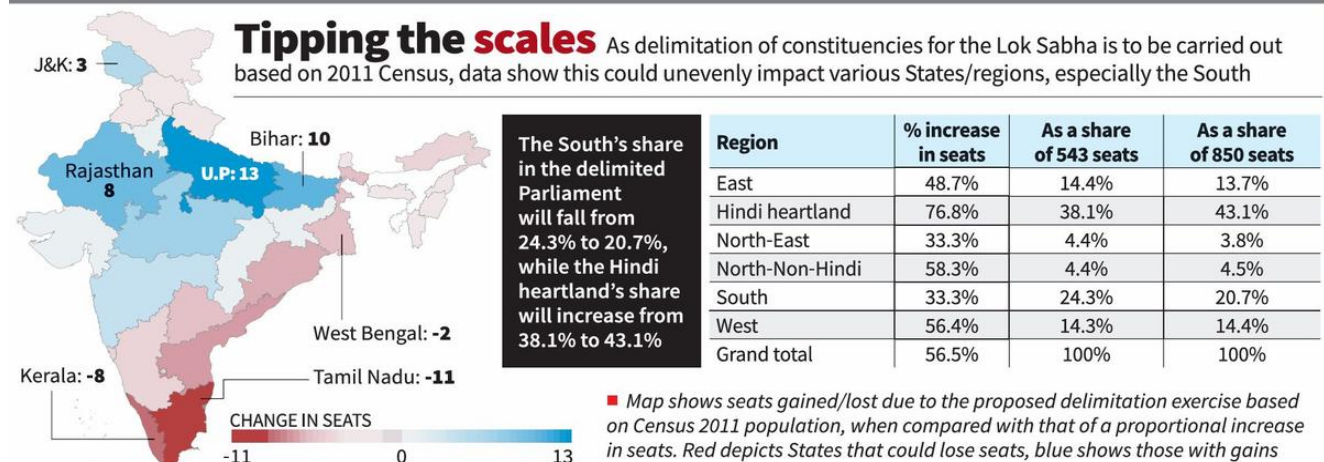 Tipping the scales As delimitation of constituencies for the Lok Sabha is to be carried out
based on 2011 Census, data show this could unevenly impact various States/regions, especially the South
J&K: 3
Bihar: 10
Rajasthan
8
U.P: 13
West Bengal: -2
Kerala: -8
Tamil Nadu: -11
CHANGE IN SEATS
-11 0 13
The South's share
in the delimited
Parliament
will fall from
24.3% to 20.7%,
while the Hindi
heartland's share
will increase from
38.1% to 43.1%
Region % increase in seats As a share of 543 seats As a share of 850 seats
East 48.7% 14.4% 13.7%
Hindi heartland 76.8% 38.1% 43.1%
North-East 33.3% 4.4% 3.8%
North-Non-Hindi 58.3% 4.4% 4.5%
South 33.3% 24.3% 20.7%
West 56.4% 14.3% 14.4%
Grand total 56.5% 100% 100%
■ Map shows seats gained/lost due to the proposed delimitation exercise based
on Census 2011 population, when compared with that of a proportional increase
in seats. Red depicts States that could lose seats, blue shows those with gains